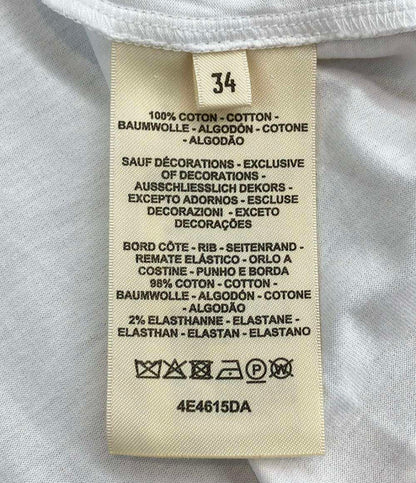 34
100% COTON - COTTON -
BAUMWOLLE - ALGODÓN - COTONE
- ALGODÃO
SAUF DÉCORATIONS - EXCLUSIVE
OF DECORATIONS -
AUSSCHLIESSLICH DEKORS -
EXCEPTO ADORNOS - ESCLUSE
DECORAZIONI - EXCETO
DECORAÇÕES
BORD CÔTE - RIB - SEITENRAND -
REMATE ELÁSTICO - ORLO A
COSTINE - PUNHO E BORDA
98% COTON - COTTON -
BAUMWOLLE - ALGODÓN - COTONE
- ALGODÃO
2% ELASTHANNE - ELASTANE -
ELASTHAN - ELASTAN - ELASTANO
P W
4E4615DA